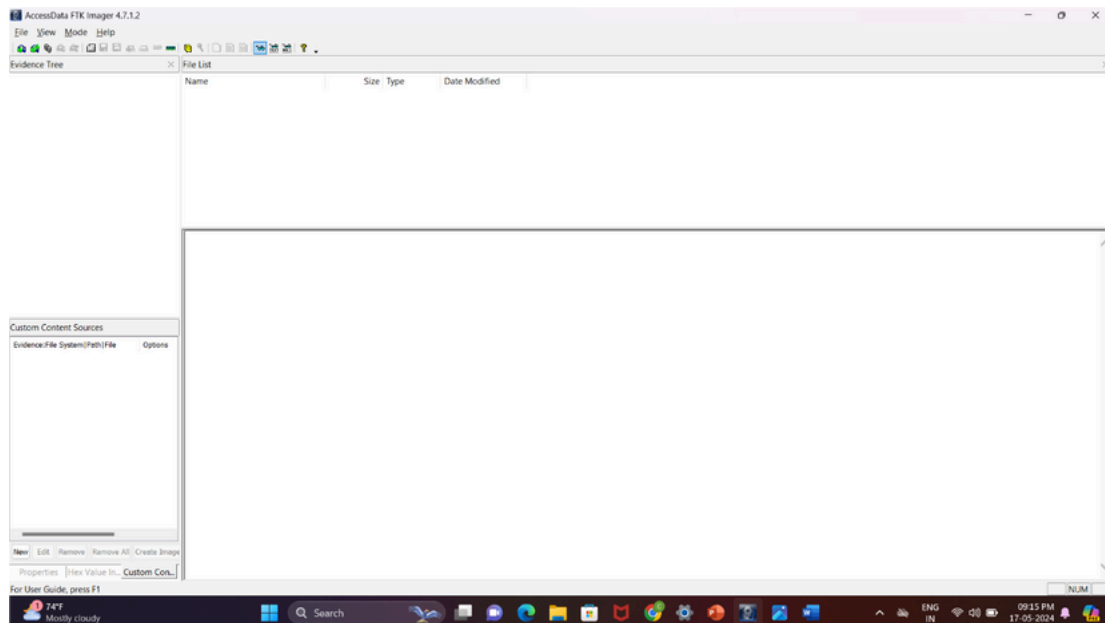 AccessData FTK Imager 4.7.1.2
File View Mode Help
Evidence Tree
File List
Name Size Type Date Modified
Custom Content Sources
Evidence:File System|Path|File Options
New Edit Remove Remove All Create Image
Properties Hex Value In... Custom Con...
For User Guide, press F1
NUM
1
74°F
Mostly cloudy
Search
ENG
IN
09:15 PM
17-05-2024